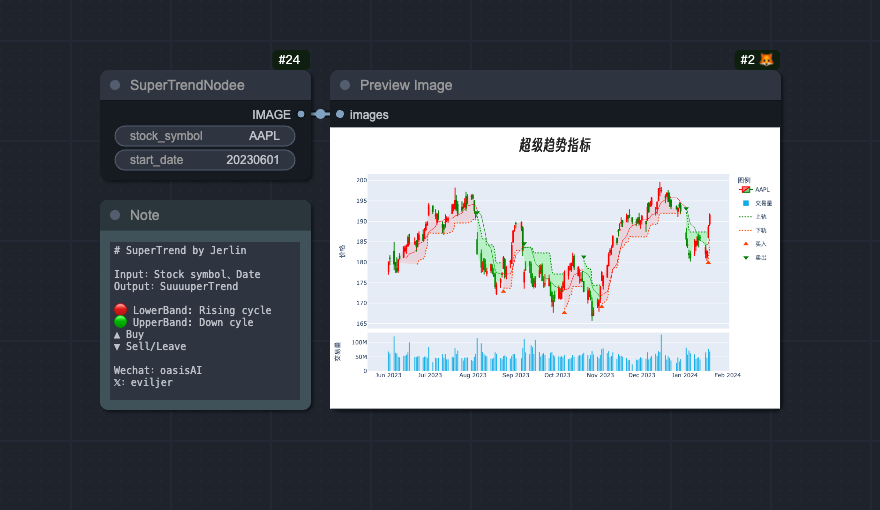 #24
SuperTrendNodee
IMAGE
stock_symbol AAPL
start_date 20230601
Note
# SuperTrend by Jerlin
Input: Stock symbol、Date
Output: SuuuuperTrend
🔴 LowerBand: Rising cycle
🟢 UpperBand: Down cyle
▲ Buy
▼ Sell/Leave
Wechat: oasisAI
𝕏: eviljer
#2 🦊
Preview Image
images
超级趋势指标
图例
AAPL
交易量
上轨
下轨
买入
卖出
价格
200
195
190
185
180
175
170
165
交易量
100M
50M
0
Jun 2023 Jul 2023 Aug 2023 Sep 2023 Oct 2023 Nov 2023 Dec 2023 Jan 2024 Feb 2024